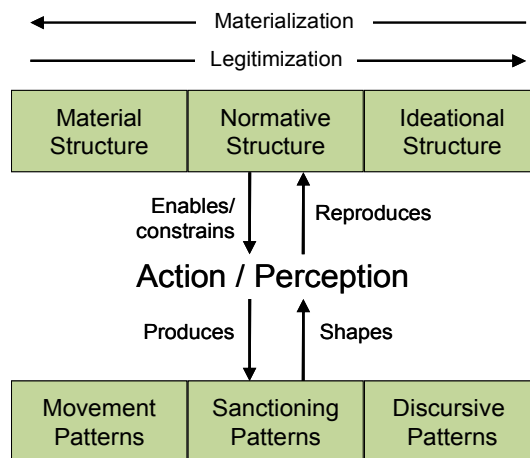 Materialization
Legitimization
Material Structure
Normative Structure
Ideational Structure
Enables/
constrains
Reproduces
Action / Perception
Produces
Shapes
Movement Patterns
Sanctioning Patterns
Discursive Patterns